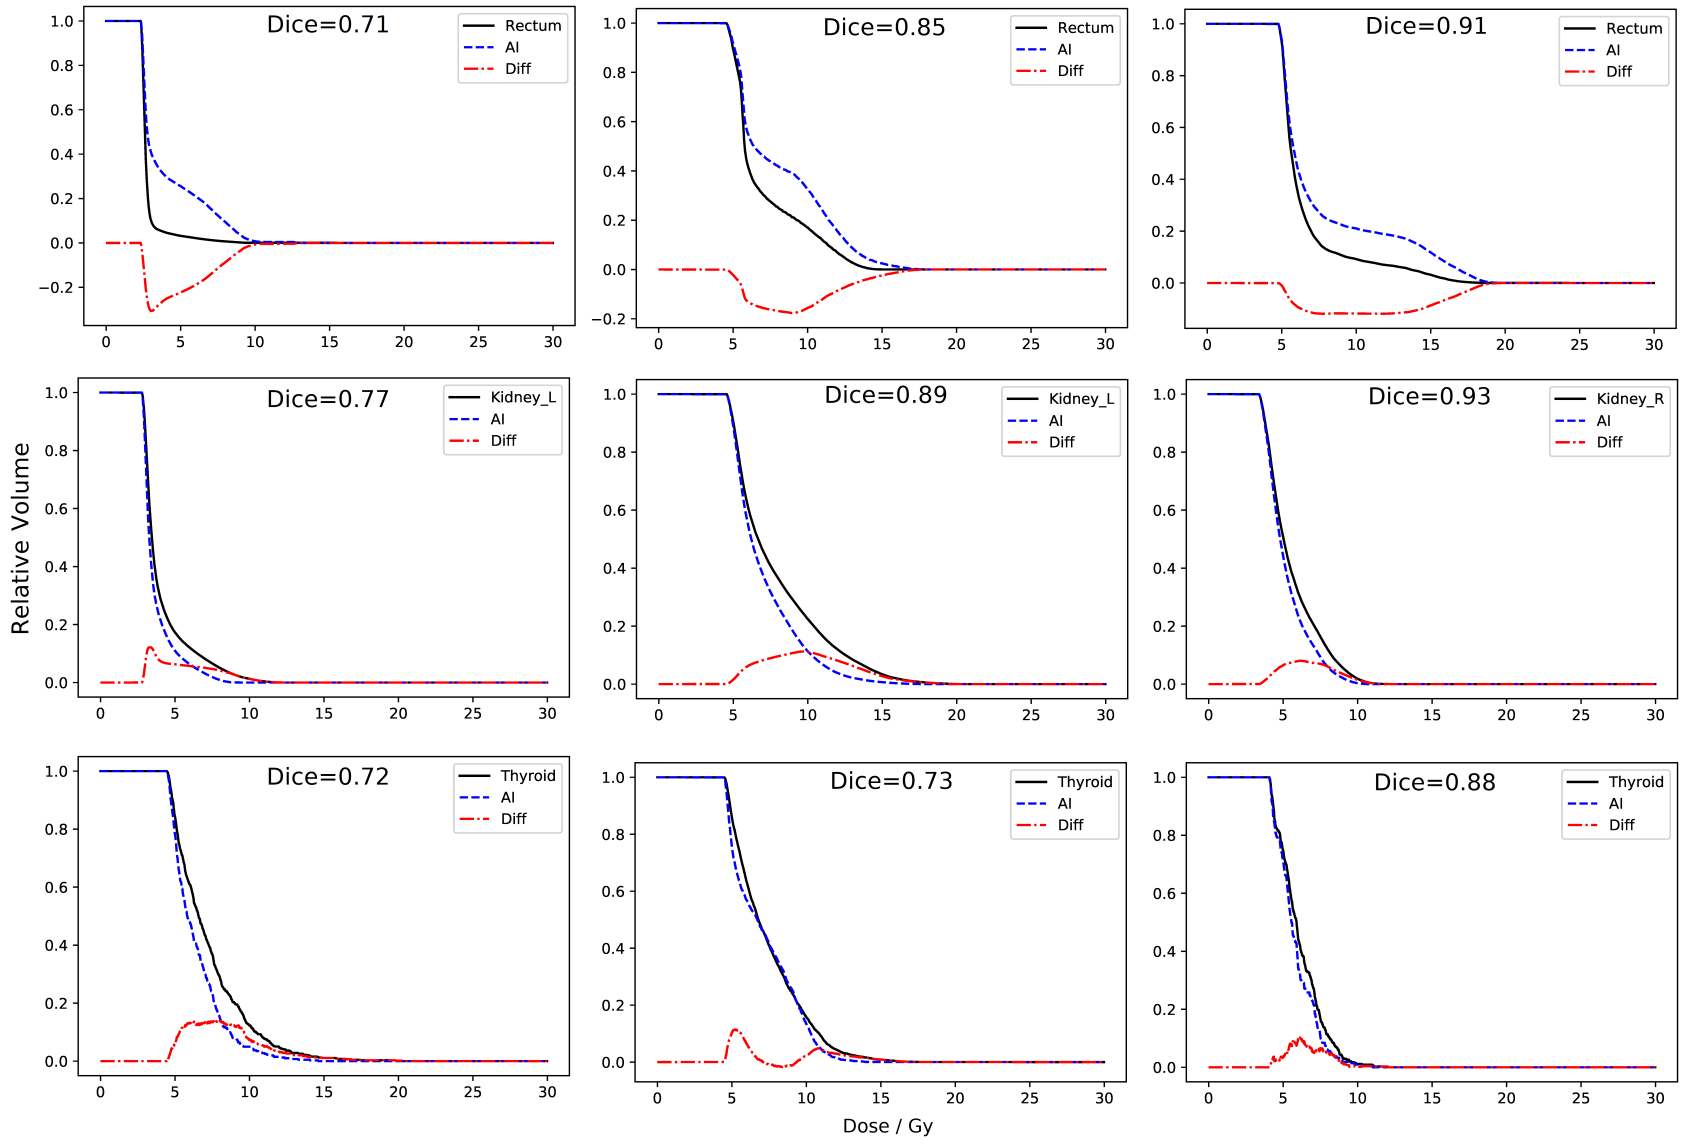 Dice=0.71
Rectum
AI
Diff
1.0
0.8
0.6
0.4
0.2
0.0
−0.2
0 5 10 15 20 25 30
Dice=0.85
Rectum
AI
Diff
1.0
0.8
0.6
0.4
0.2
0.0
−0.2
0 5 10 15 20 25 30
Dice=0.91
Rectum
AI
Diff
1.0
0.8
0.6
0.4
0.2
0.0
0 5 10 15 20 25 30
Relative Volume
Dice=0.77
Kidney_L
AI
Diff
1.0
0.8
0.6
0.4
0.2
0.0
0 5 10 15 20 25 30
Dice=0.89
Kidney_L
AI
Diff
1.0
0.8
0.6
0.4
0.2
0.0
0 5 10 15 20 25 30
Dice=0.93
Kidney_R
AI
Diff
1.0
0.8
0.6
0.4
0.2
0.0
0 5 10 15 20 25 30
Dice=0.72
Thyroid
AI
Diff
1.0
0.8
0.6
0.4
0.2
0.0
0 5 10 15 20 25 30
Dice=0.73
Thyroid
AI
Diff
1.0
0.8
0.6
0.4
0.2
0.0
0 5 10 15 20 25 30
Dice=0.88
Thyroid
AI
Diff
1.0
0.8
0.6
0.4
0.2
0.0
0 5 10 15 20 25 30
Dose / Gy